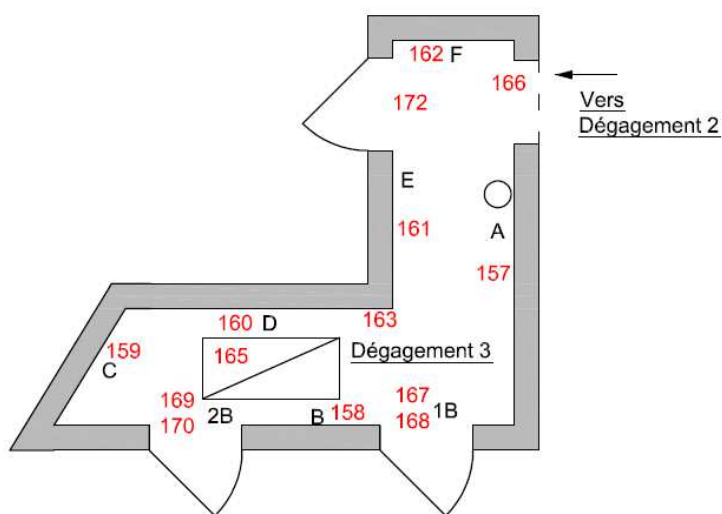 162 F
166
172
Vers
Dégagement 2
E
161
A
157
160 D
163
159
C
165
Dégagement 3
169
170
2B
B 158
167
168
1B